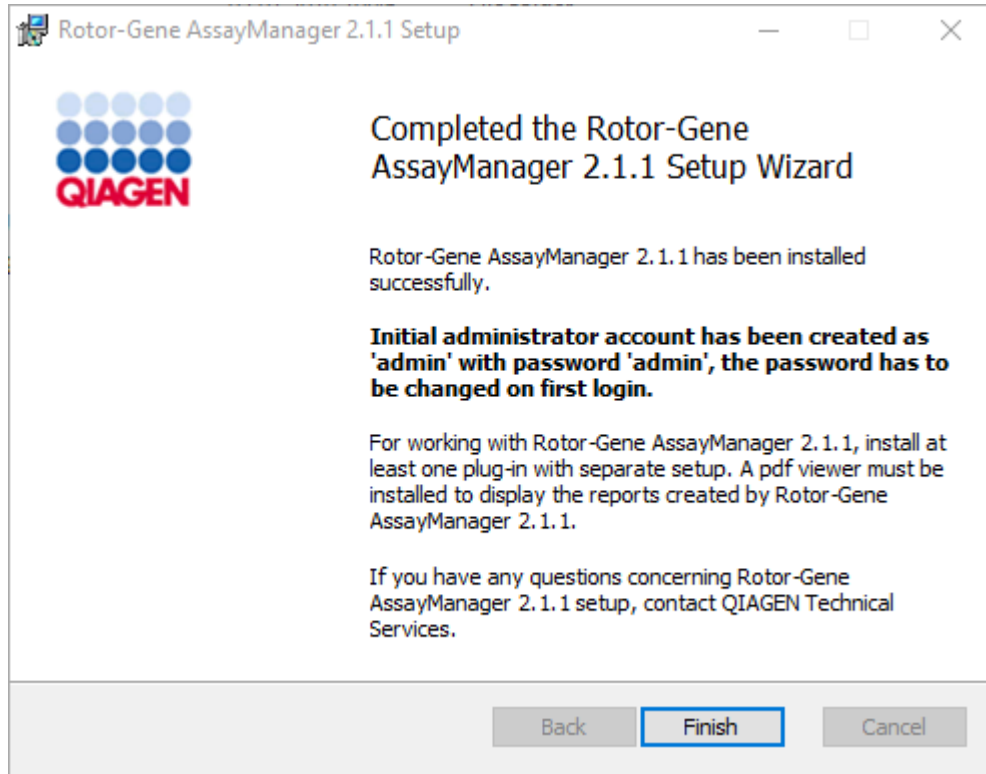 Rotor-Gene AssayManager 2.1.1 Setup
QIAGEN
Completed the Rotor-Gene
AssayManager 2.1.1 Setup Wizard
Rotor-Gene AssayManager 2.1.1 has been installed
successfully.
Initial administrator account has been created as
'admin' with password 'admin', the password has to
be changed on first login.
For working with Rotor-Gene AssayManager 2.1.1, install at
least one plug-in with separate setup. A pdf viewer must be
installed to display the reports created by Rotor-Gene
AssayManager 2.1.1.
If you have any questions concerning Rotor-Gene
AssayManager 2.1.1 setup, contact QIAGEN Technical
Services.
Back Finish Cancel